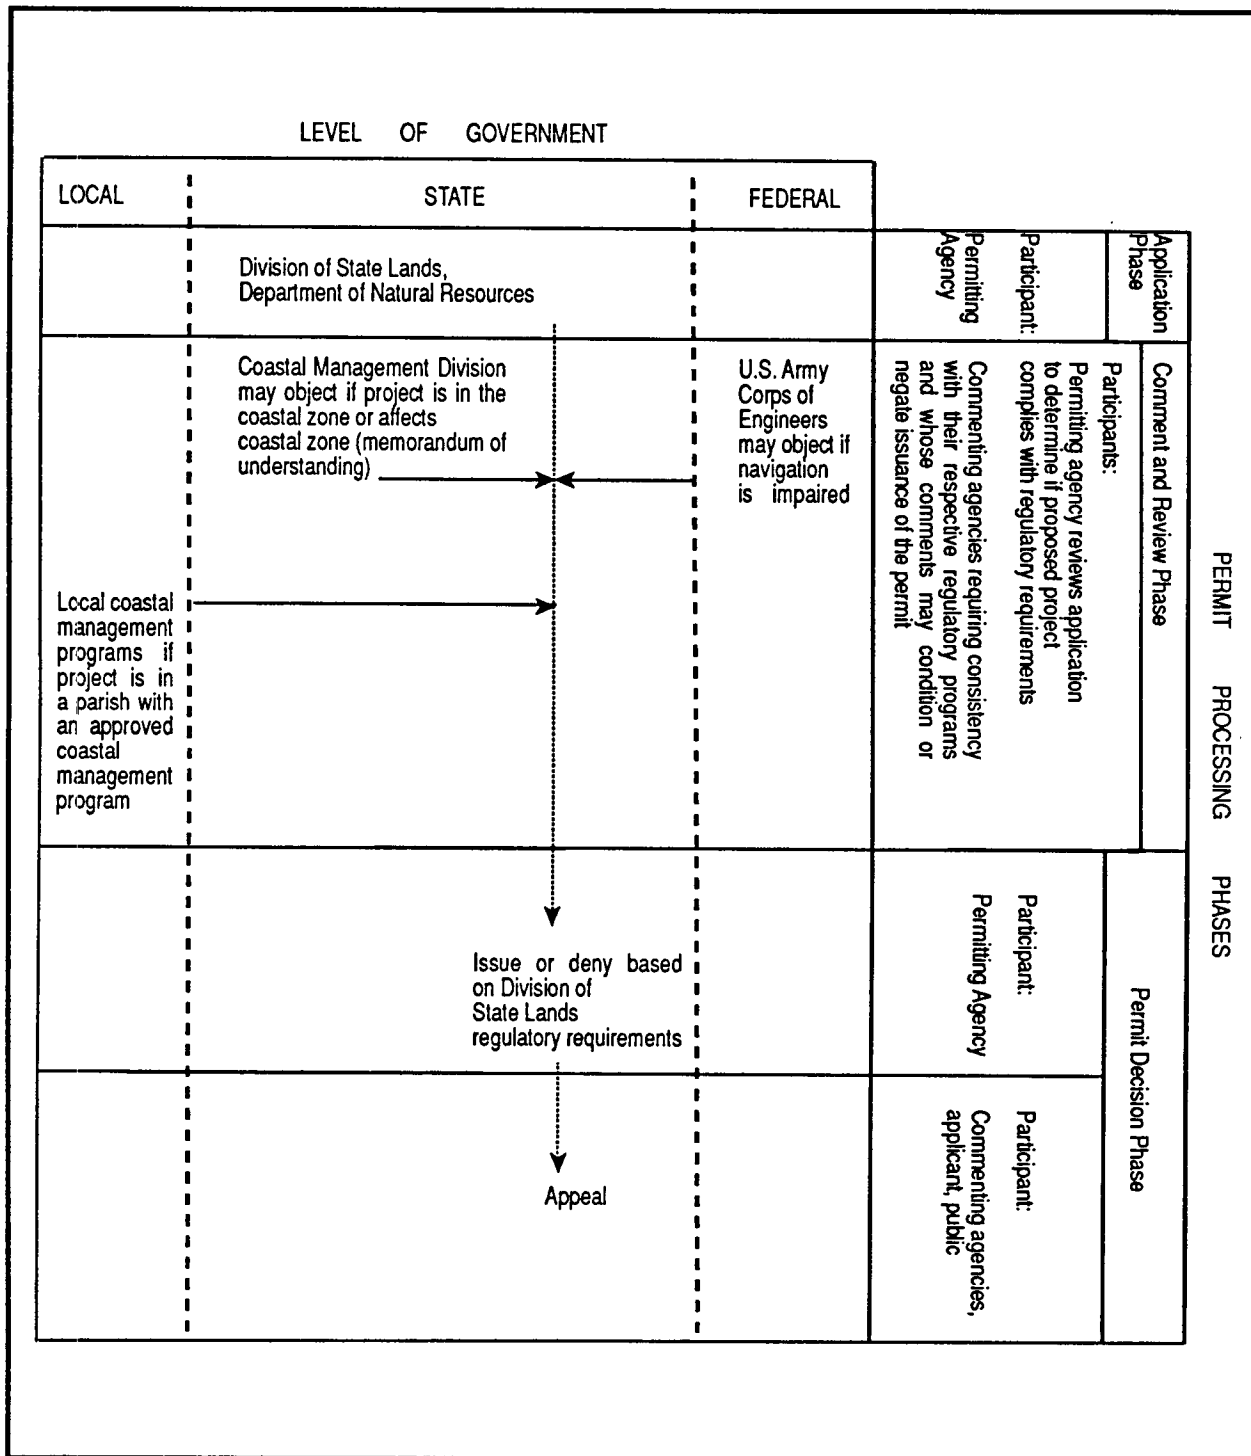 LEVEL OF GOVERNMENT
LOCAL
STATE
FEDERAL
Division of State Lands,
Department of Natural Resources
Coastal Management Division
may object if project is in the
coastal zone or affects
coastal zone (memorandum of
understanding)
U.S. Army
Corps of
Engineers
may object if
navigation
is impaired
Local coastal
management
programs if
project is in
a parish with
an approved
coastal
management
program
Issue or deny based
on Division of
State Lands
regulatory requirements
Appeal
PERMIT PROCESSING PHASES
Application
Phase
Participant:
Permitting
Agency
Comment and Review Phase
Participants:
Permitting agency reviews application
to determine if proposed project
complies with regulatory requirements
Commenting agencies requiring consistency
with their respective regulatory programs
and whose comments may condition or
negate issuance of the permit
Permit Decision Phase
Participant:
Permitting Agency
Participant:
Commenting agencies,
applicant, public